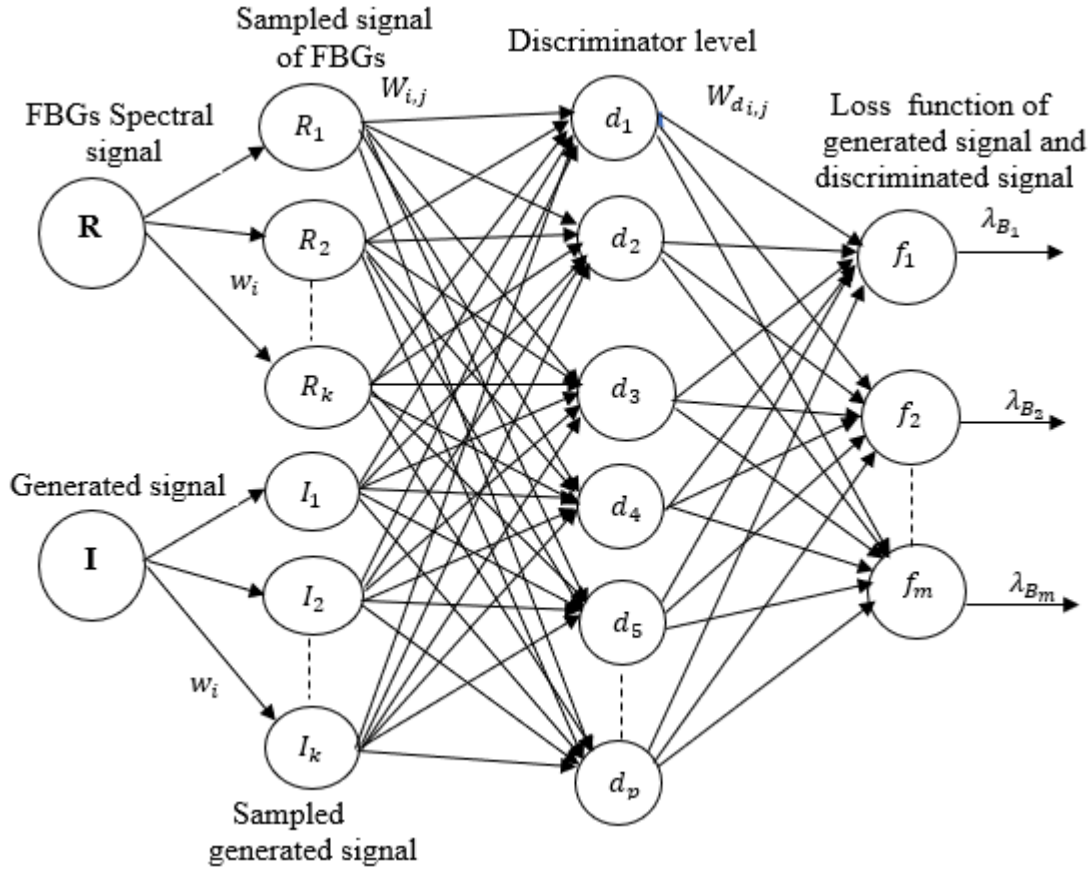 Sampled signal
of FBGs
Discriminator level
FBGs Spectral
signal
Loss function of
generated signal and
discriminated signal
W_{i,j}
W_{d_{i,j}}
R
R_1
R_2
w_i
R_k
d_1
d_2
d_3
d_4
d_5
d_p
f_1
f_2
f_m
λ_{B_1}
λ_{B_2}
λ_{B_m}
Generated signal
I
I_1
I_2
w_i
I_k
Sampled
generated signal